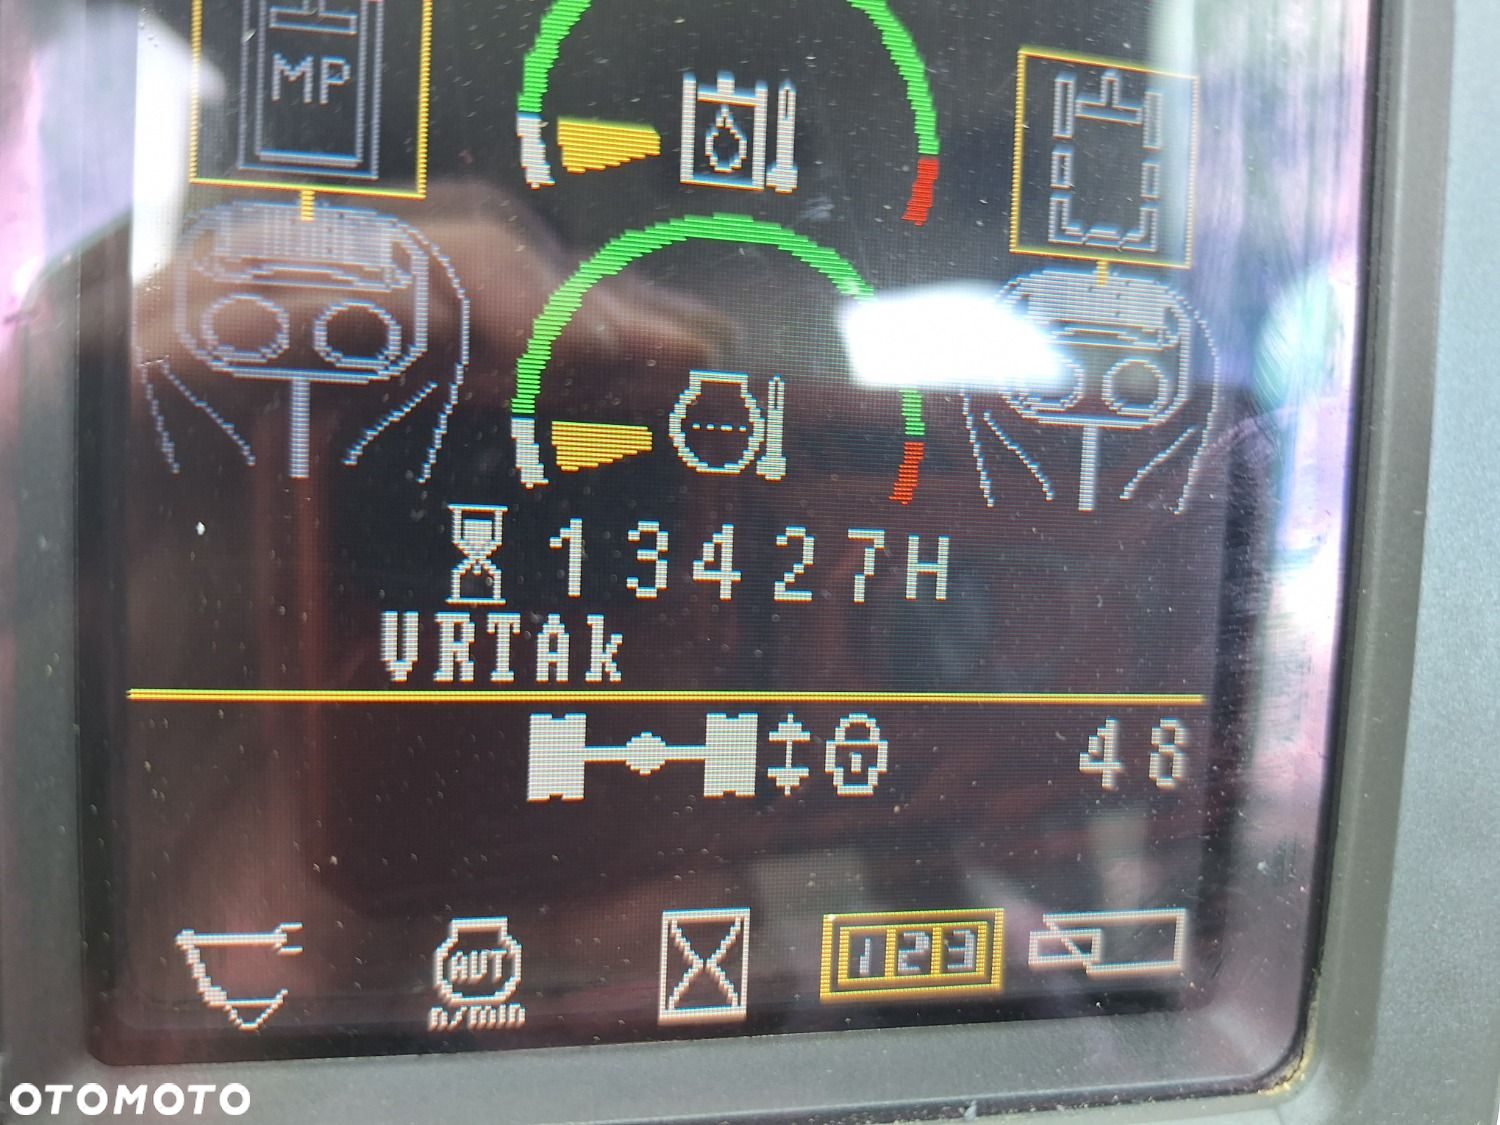 MP
13427H
VRTAk
48
AUT
n/min
123
OTOMOTO